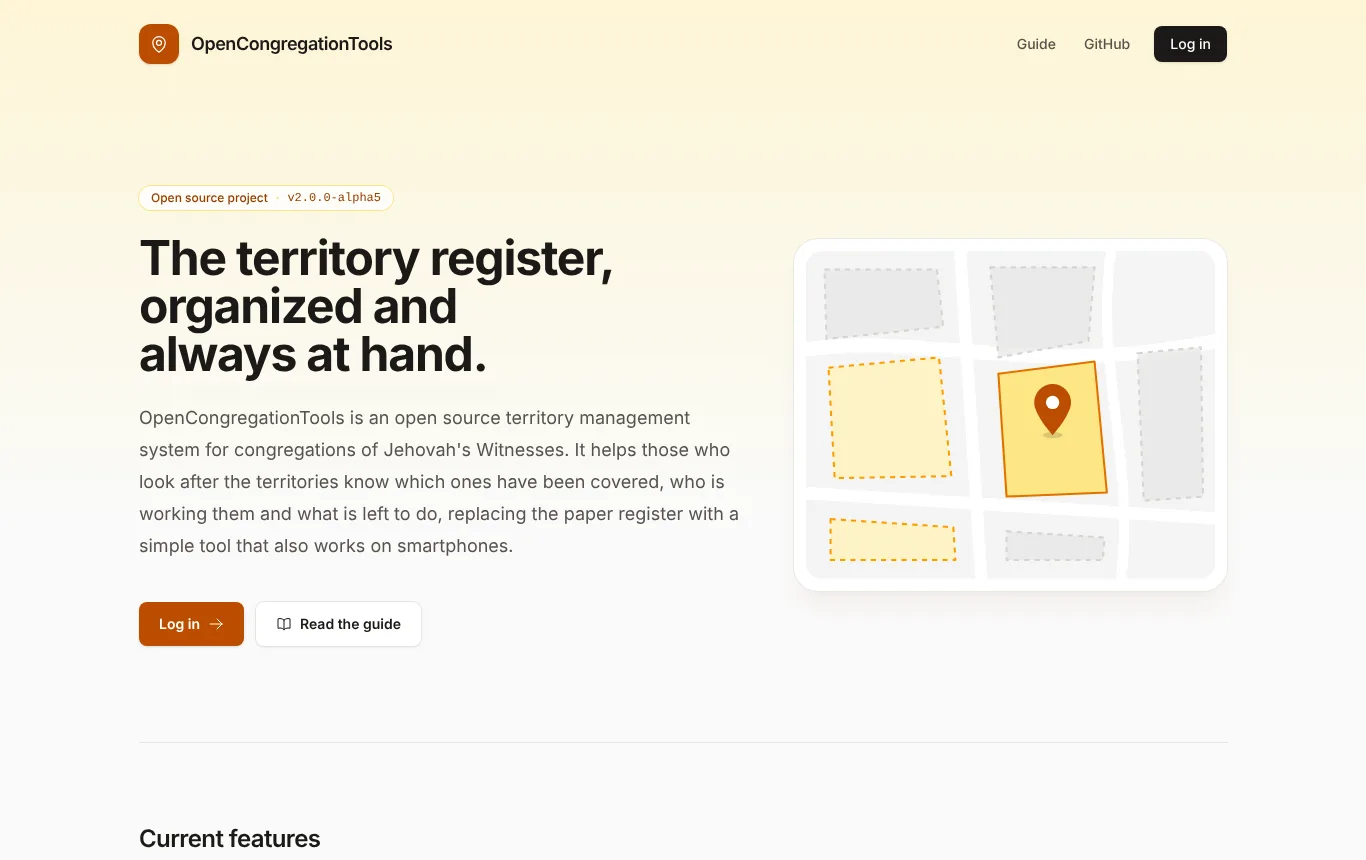 OpenCongregationTools
Guide
GitHub
Log in
Open source project · v2.0.0-alpha5
The territory register,
organized and
always at hand.
OpenCongregationTools is an open source territory management
system for congregations of Jehovah's Witnesses. It helps those who
look after the territories know which ones have been covered, who is
working them and what is left to do, replacing the paper register with a
simple tool that also works on smartphones.
Log in
Read the guide
Current features